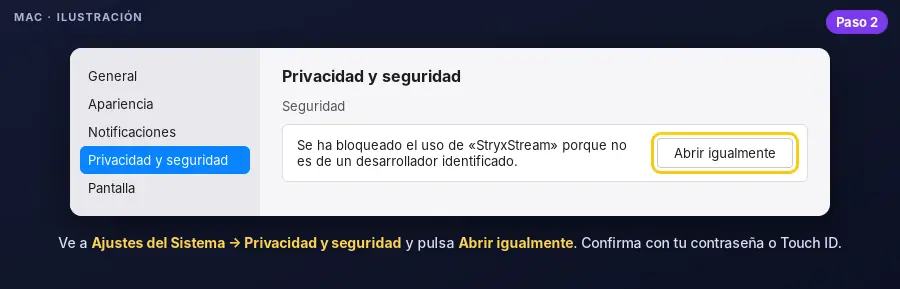 MAC · ILUSTRACIÓN
Paso 2
General
Apariencia
Notificaciones
Privacidad y seguridad
Pantalla
Privacidad y seguridad
Seguridad
Se ha bloqueado el uso de «StryxStream» porque no
es de un desarrollador identificado.
Abrir igualmente
Ve a Ajustes del Sistema → Privacidad y seguridad y pulsa Abrir igualmente. Confirma con tu contraseña o Touch ID.